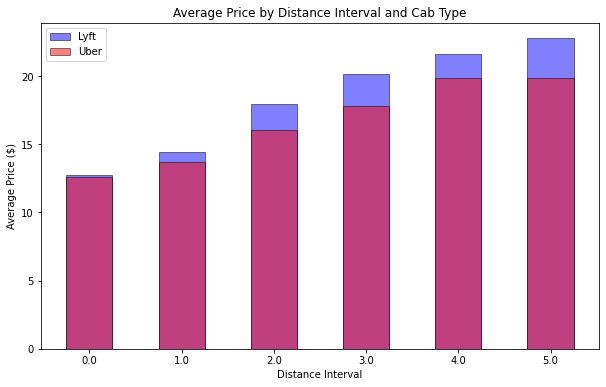 Average Price by Distance Interval and Cab Type
Lyft
Uber
Average Price ($)
20
15
10
5
0
0.0 1.0 2.0 3.0 4.0 5.0
Distance Interval